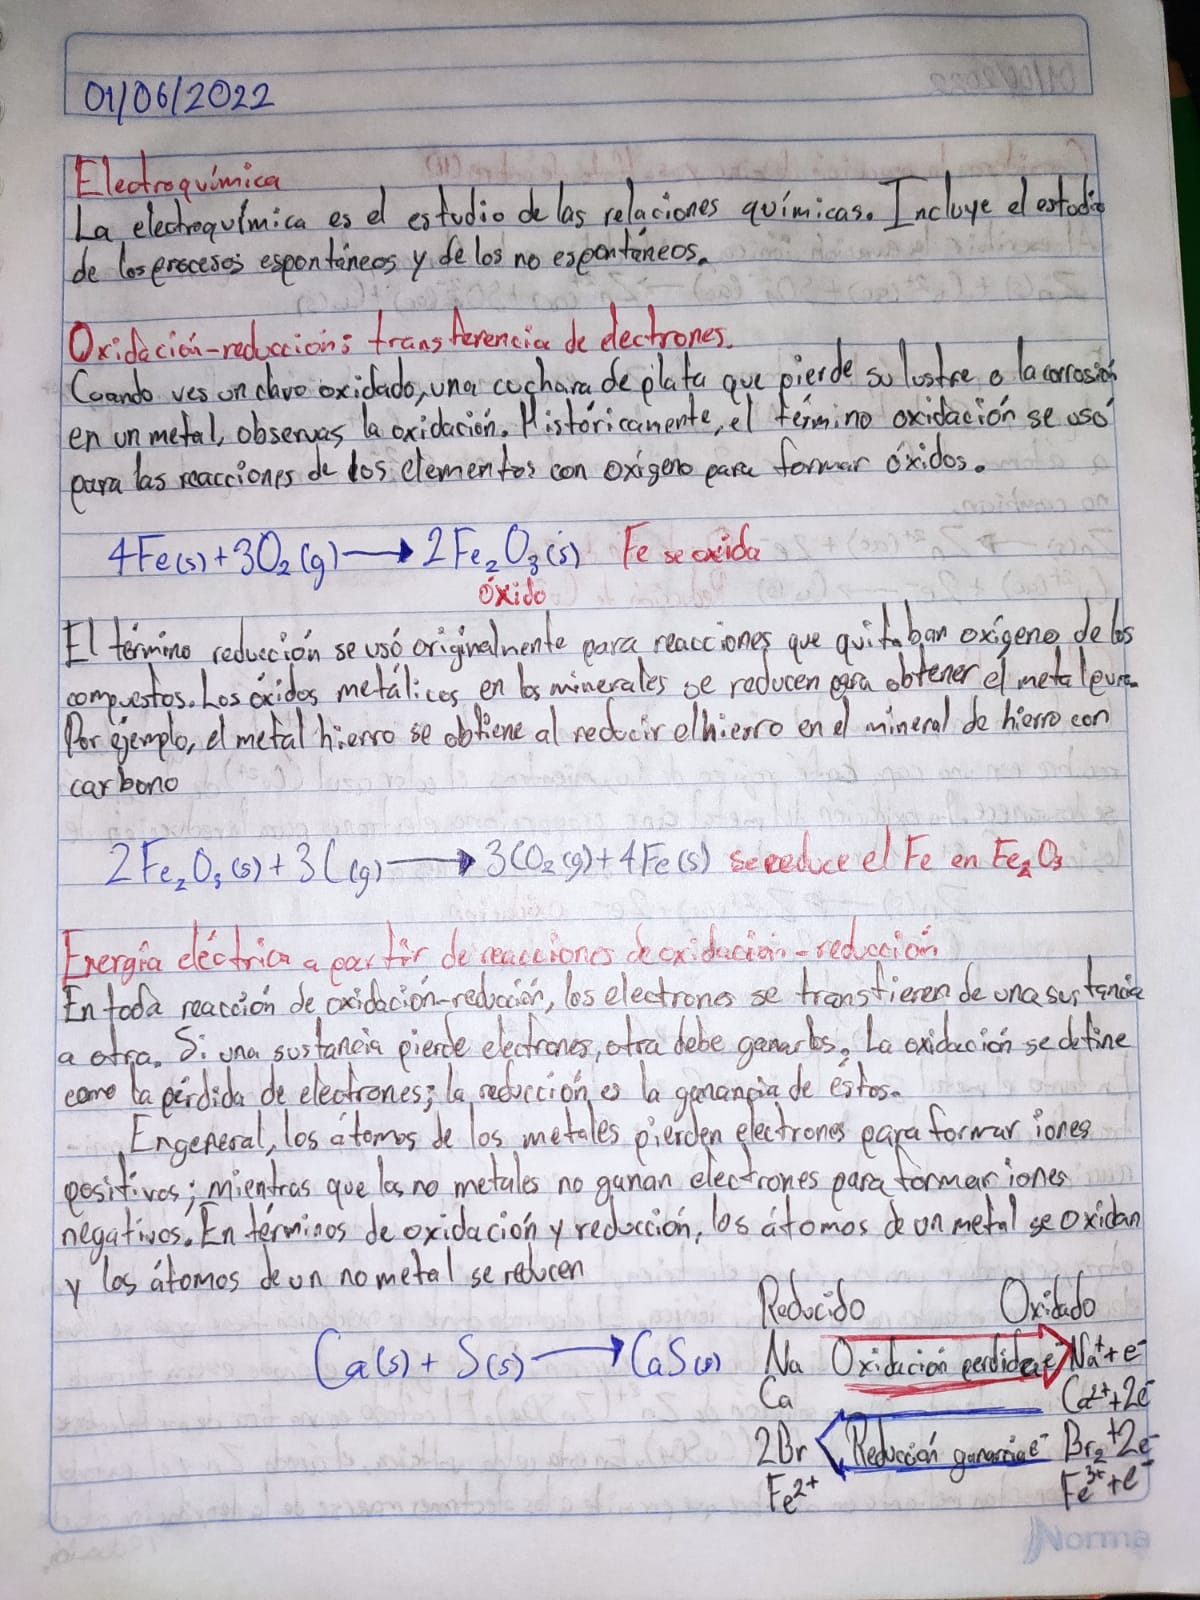 01/06/2022
Electroquímica
La electroquímica es el estudio de las relaciones químicas. Incluye el estudio
de los procesos espontáneos y de los no espontáneos.
Oxidación-reducción: transferencia de electrones.
Cuando ves un clavo oxidado, una cuchara de plata que pierde su lustre o la corrosión
en un metal, observas la oxidación. Históricamente, el término oxidación se usó
para las reacciones de los elementos con oxígeno para formar óxidos.
4Fe(s) + 3O₂(g) → 2Fe₂O₃(s) Fe se oxida
Óxido
El término reducción se usó originalmente para reacciones que quitaban oxígeno de los
compuestos. Los óxidos metálicos en los minerales se reducen para obtener el metal puro.
Por ejemplo, el metal hierro se obtiene al reducir el hierro en el mineral de hierro con
carbono
2Fe₂O₃(s) + 3C(g) → 3CO₂(g) + 4Fe(s) se reduce el Fe en Fe₂O₃
Energía eléctrica a partir de reacciones de oxidación-reducción
En toda reacción de oxidación-redución, los electrones se transfieren de una sustancia
a otra. Si una sustancia pierde electrones, otra debe ganarlos. La oxidación se define
como la pérdida de electrones; la reducción es la ganancia de éstos.
En general, los átomos de los metales pierden electrones para formar iones
positivos; mientras que los no metales no ganan electrones para formar iones
negativos. En términos de oxidación y reducción, los átomos de un metal se oxidan
y los átomos de un no metal se reducen
Reducido Oxidado
Ca(s) + S(s) → CaS(s) Na Oxidación perdida e⁻ Na⁺ + e⁻
Ca Ca²⁺ + 2e⁻
2Br Reducción ganancia e⁻ Br₂ + 2e⁻
Fe²⁺ Fe³⁺ + e⁻
Norma